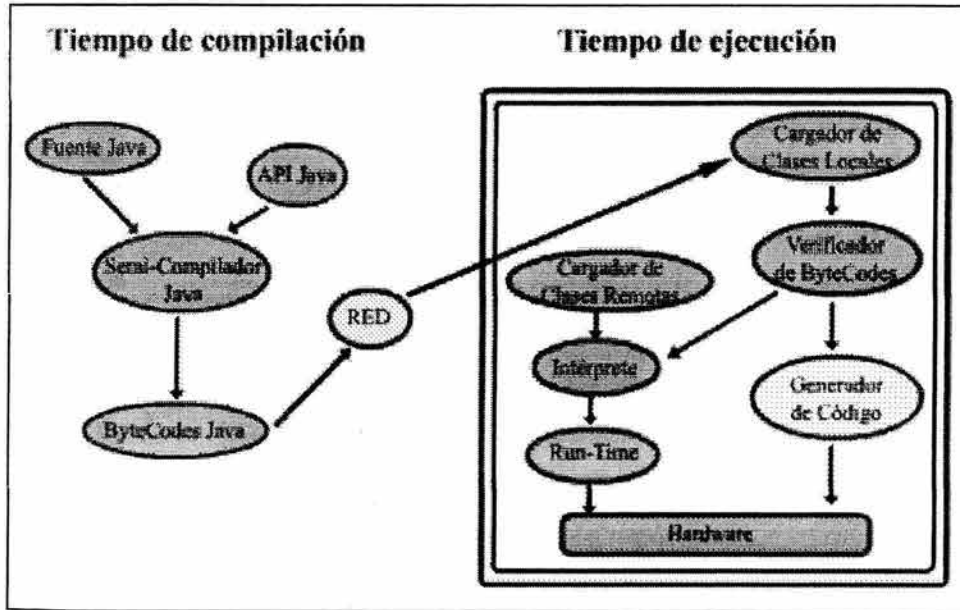 Tiempo de compilación
Tiempo de ejecución
Fuente Java
API Java
Semi-Compilador
Java
ByteCodes Java
RED
Cargador de
Clases Locales
Verificador
de ByteCodes
Cargador de
Clases Remotas
Intérprete
Generador
de Código
Run-Time
Hardware